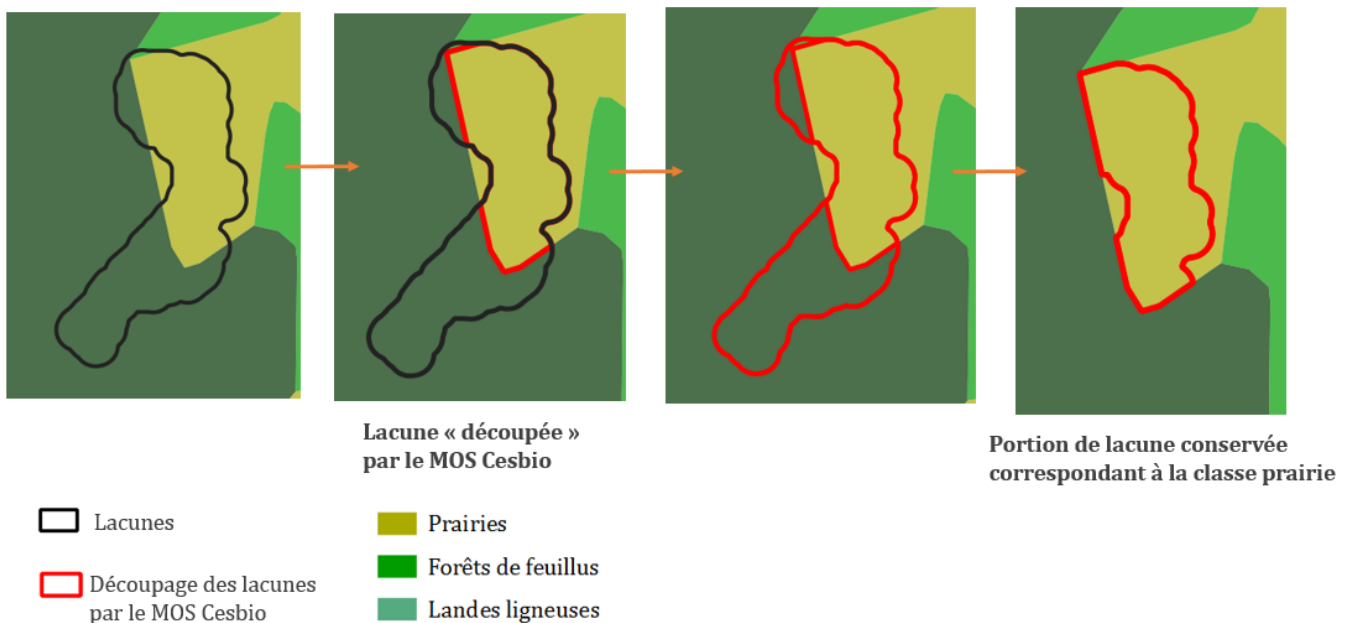 Lacune « découpée »
par le MOS Cesbio
Portion de lacune conservée
correspondant à la classe prairie
Lacunes
Découpage des lacunes
par le MOS Cesbio
Prairies
Forêts de feuillus
Landes ligneuses